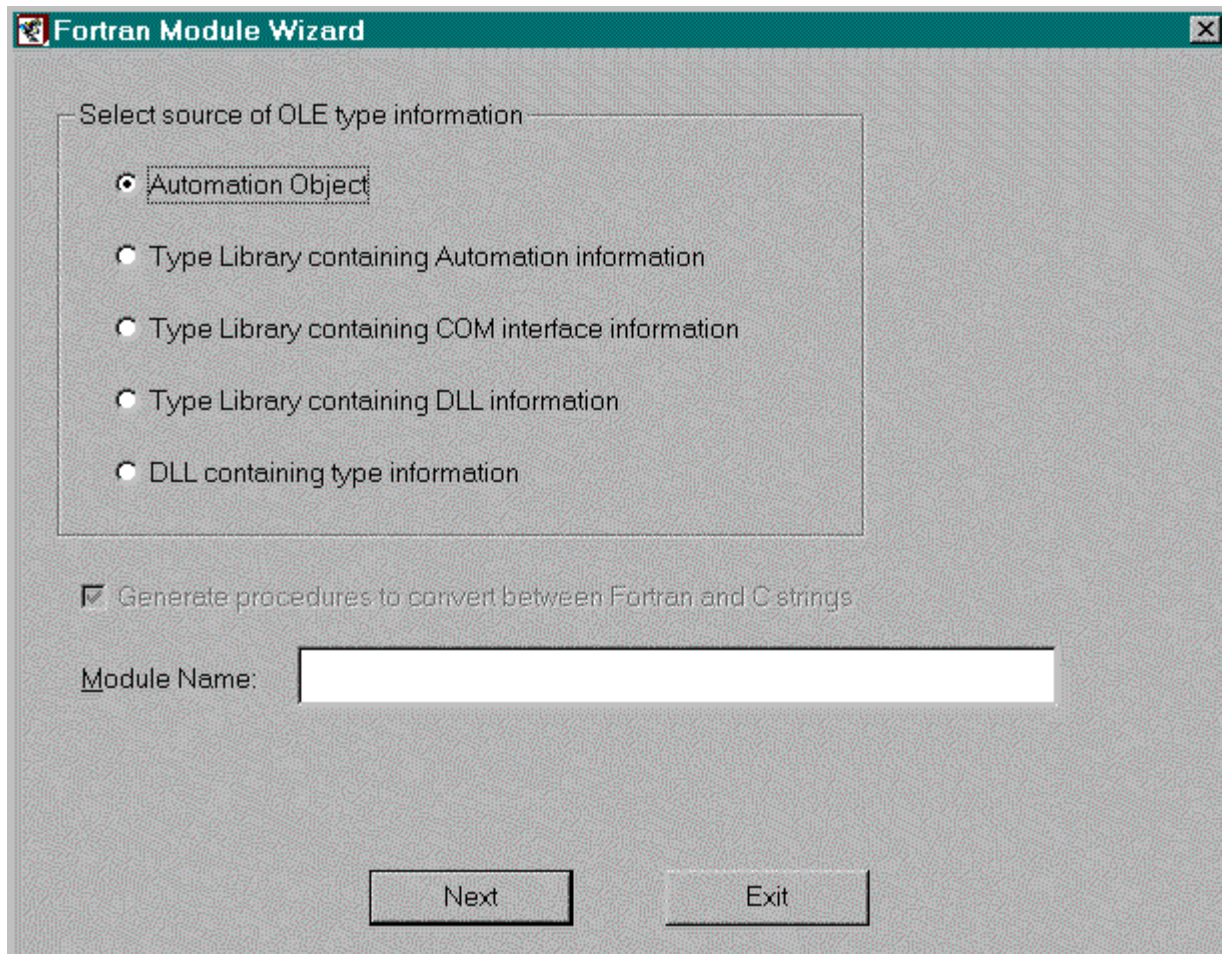 Fortran Module Wizard
Select source of OLE type information
Automation Object
Type Library containing Automation information
Type Library containing COM interface information
Type Library containing DLL information
DLL containing type information
Generate procedures to convert between Fortran and C strings
Module Name:
Next Exit